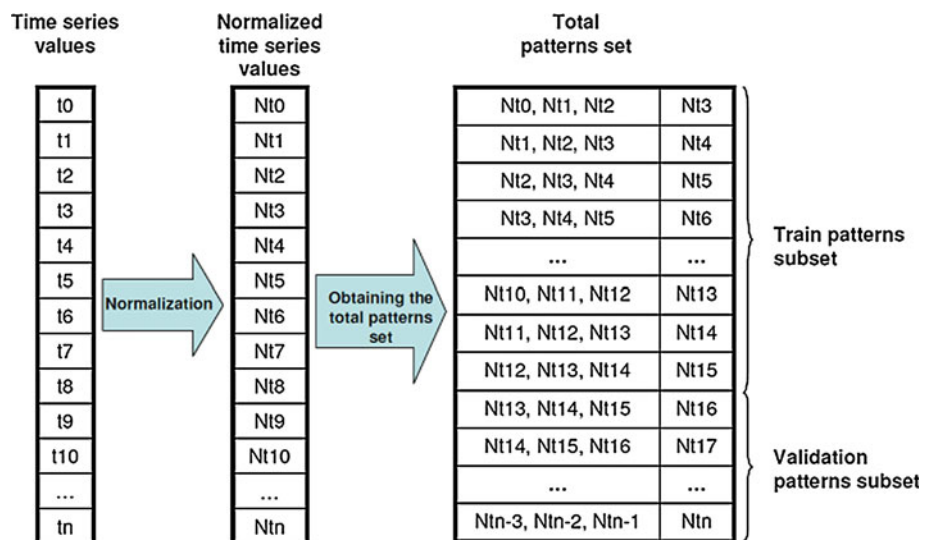 Time series
values
Normalized
time series
values
Total
patterns set
t0
t1
t2
t3
t4
t5
t6
t7
t8
t9
t10
...
tn
Normalization
Nt0
Nt1
Nt2
Nt3
Nt4
Nt5
Nt6
Nt7
Nt8
Nt9
Nt10
...
Ntn
Obtaining the
total patterns
set
Nt0, Nt1, Nt2 Nt3
Nt1, Nt2, Nt3 Nt4
Nt2, Nt3, Nt4 Nt5
Nt3, Nt4, Nt5 Nt6
... ...
Nt10, Nt11, Nt12 Nt13
Nt11, Nt12, Nt13 Nt14
Nt12, Nt13, Nt14 Nt15
Nt13, Nt14, Nt15 Nt16
Nt14, Nt15, Nt16 Nt17
... ...
Ntn-3, Ntn-2, Ntn-1 Ntn
Train patterns
subset
Validation
patterns subset